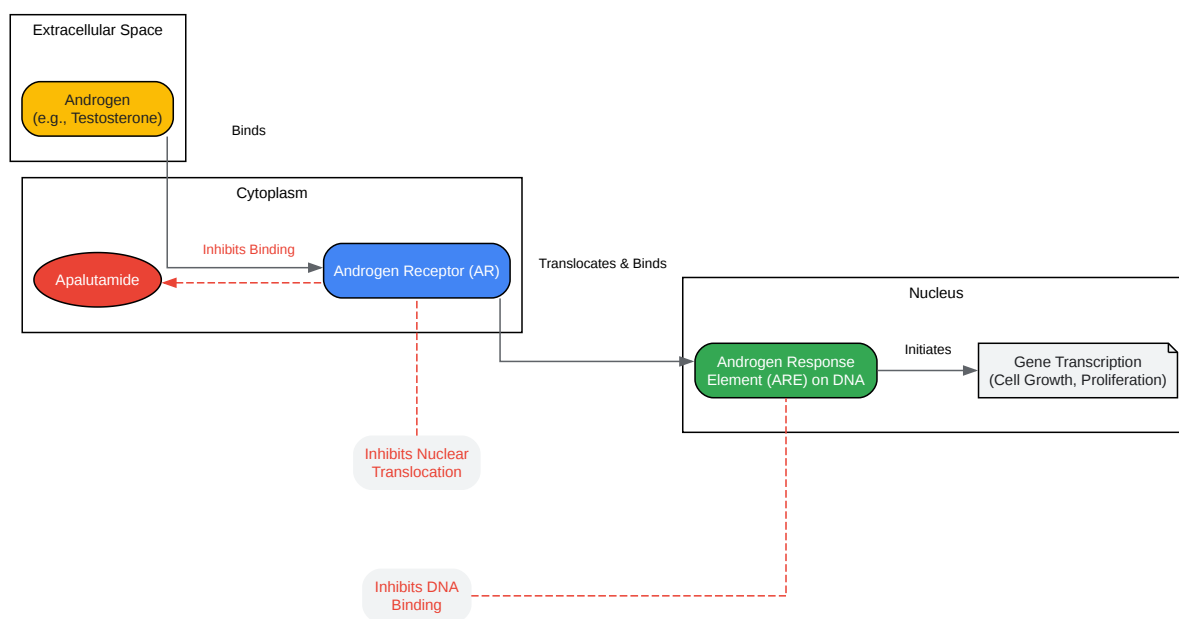 Extracellular Space
Androgen
(e.g., Testosterone)
Binds
Cytoplasm
Inhibits Binding
Apalutamide
Androgen Receptor (AR)
Translocates & Binds
Nucleus
Androgen Response
Element (ARE) on DNA
Initiates
Gene Transcription
(Cell Growth, Proliferation)
Inhibits Nuclear
Translocation
Inhibits DNA
Binding